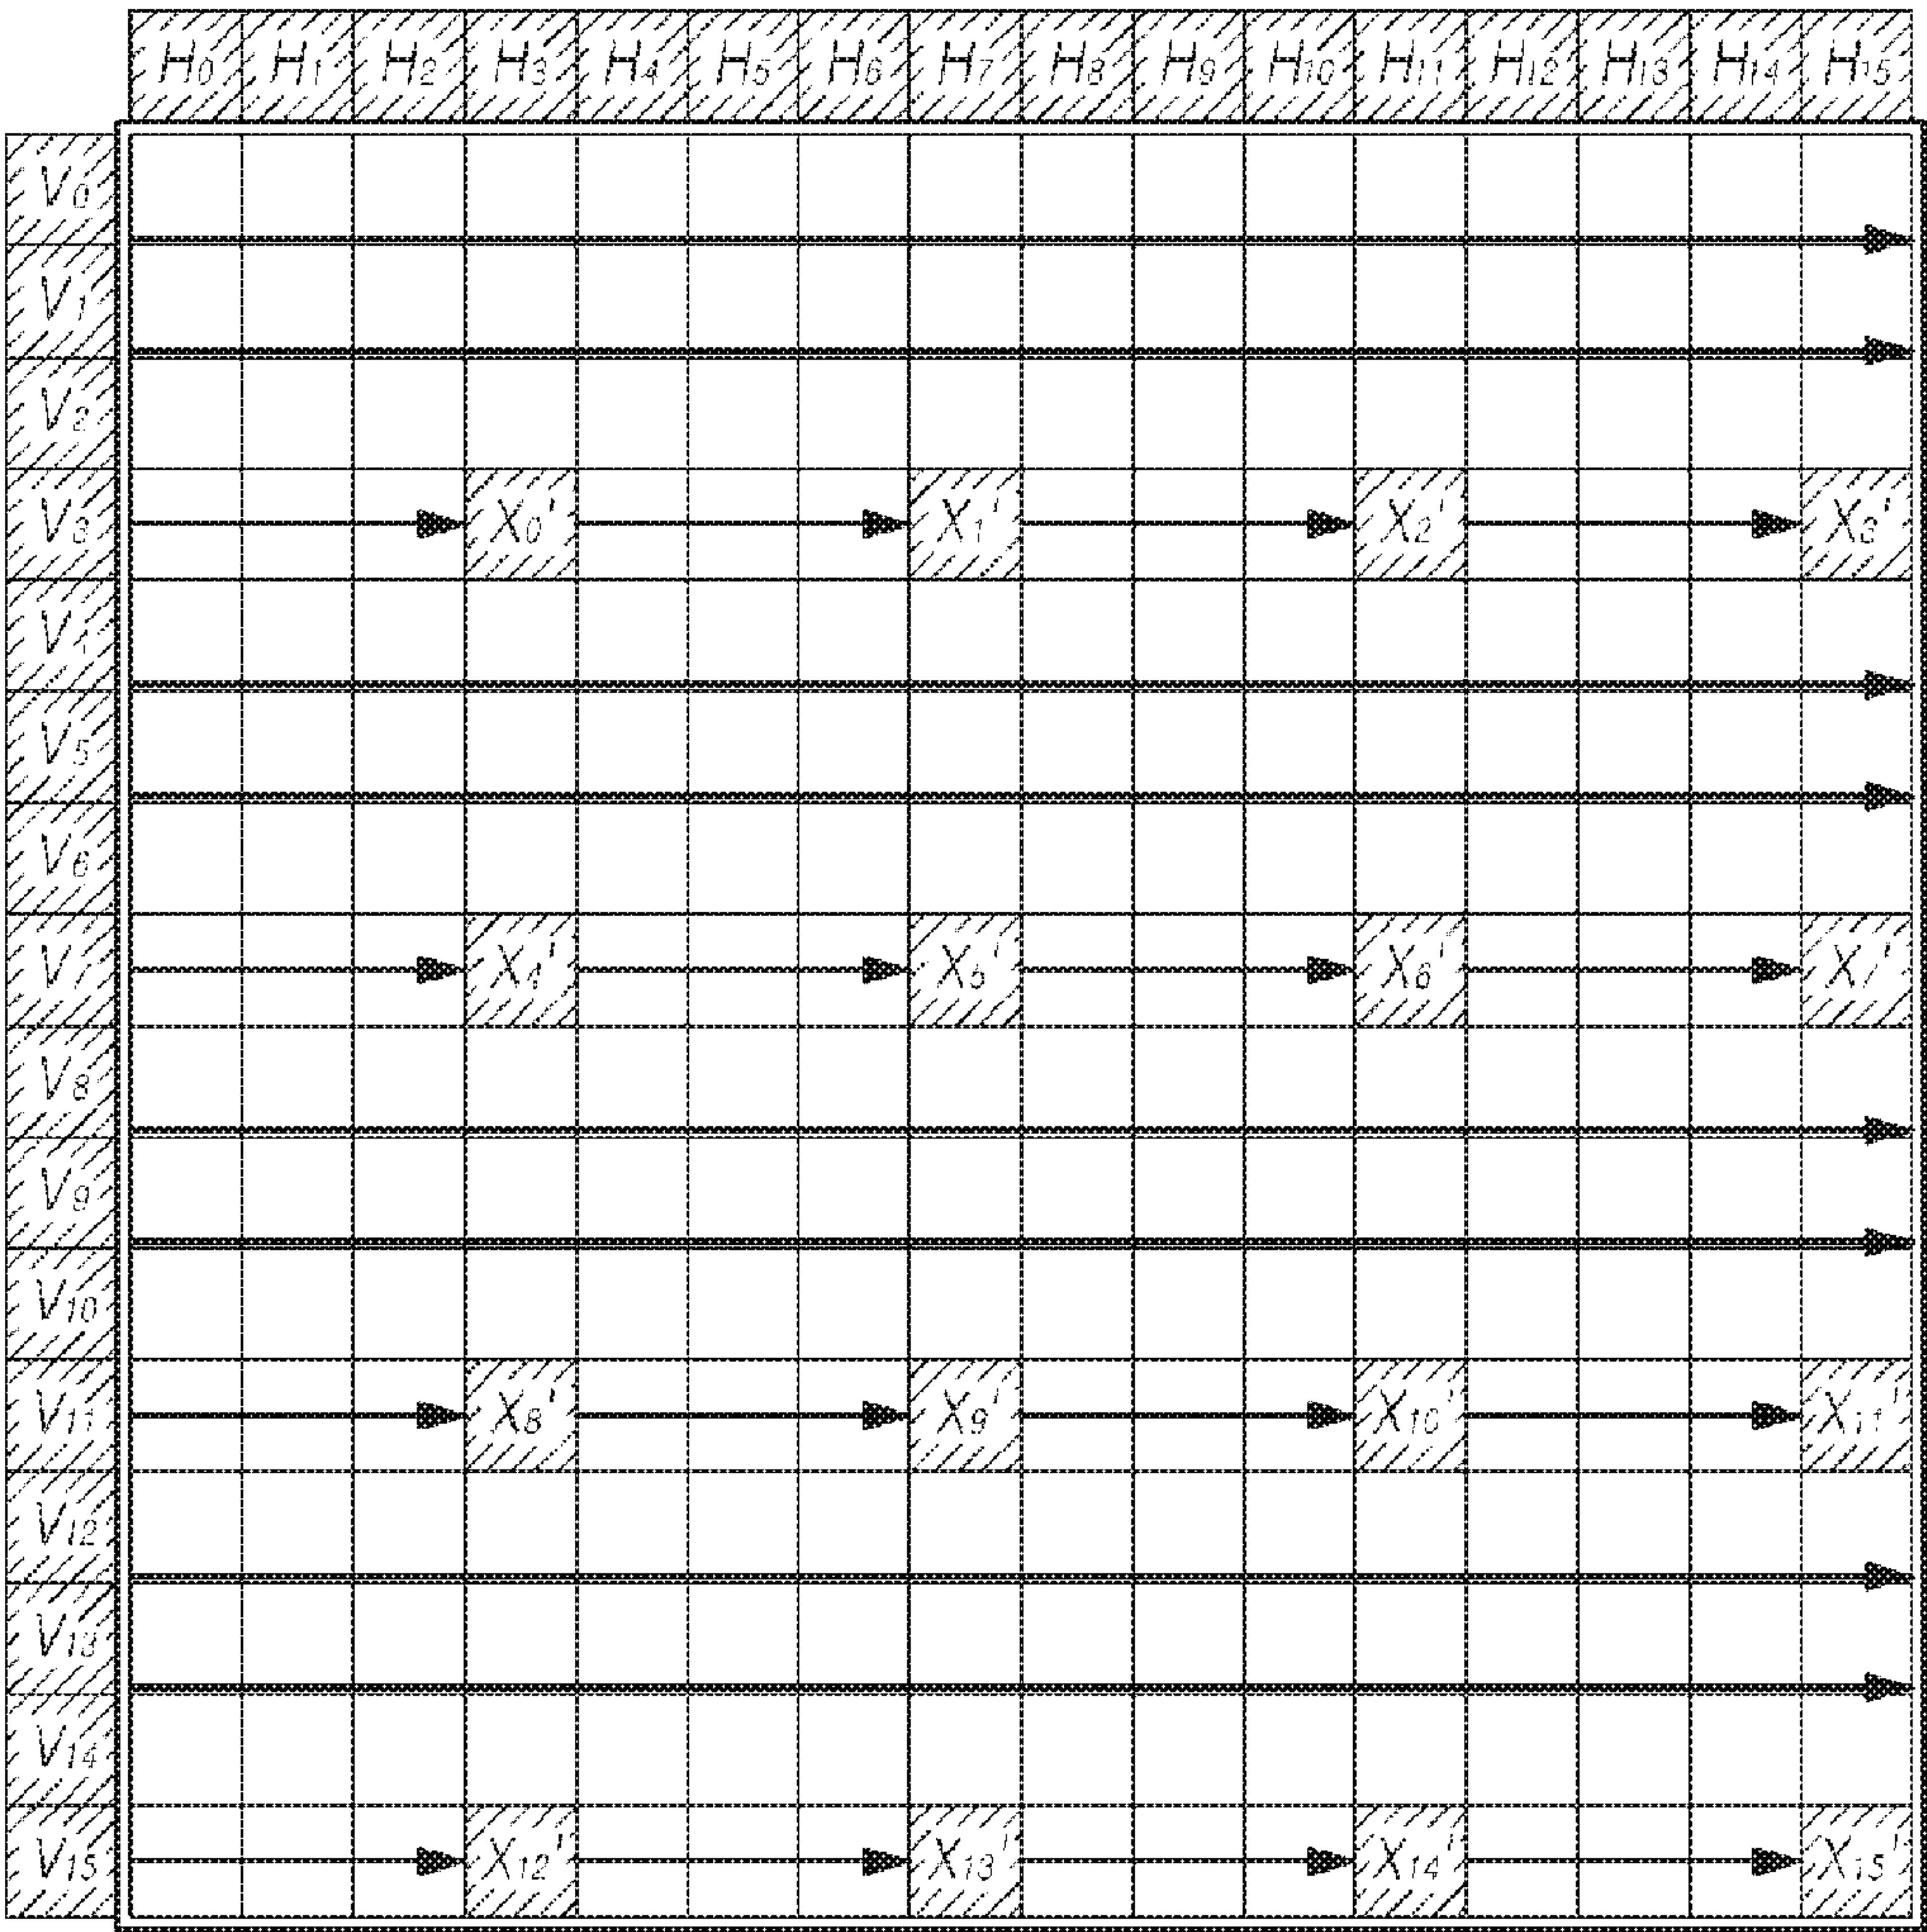 H0 H1 H2 H3 H4 H5 H6 H7 H8 H9 H10 H11 H12 H13 H14 H15
V0
V1
V2
V3 X0' X1' X2' X3'
V4
V5
V6
V7 X4' X5' X6' X7'
V8
V9
V10
V11 X8' X9' X10' X11'
V12
V13
V14
V15 X12' X13' X14' X15'